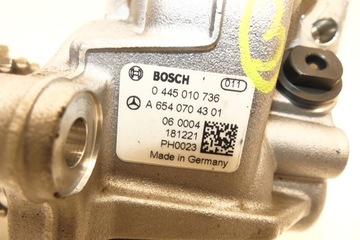 BOSCH 011
0 445 010 736
A 654 070 43 01
06 0004
181221
PH0023
Made in Germany